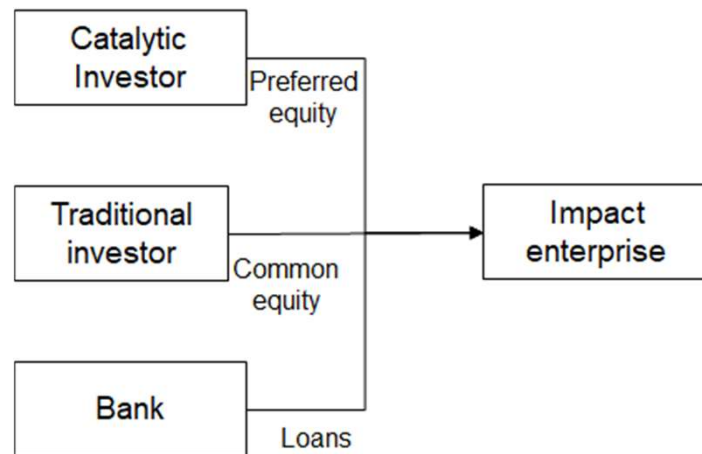 Catalytic
Investor
Preferred
equity
Traditional
investor
Common
equity
Impact
enterprise
Bank
Loans